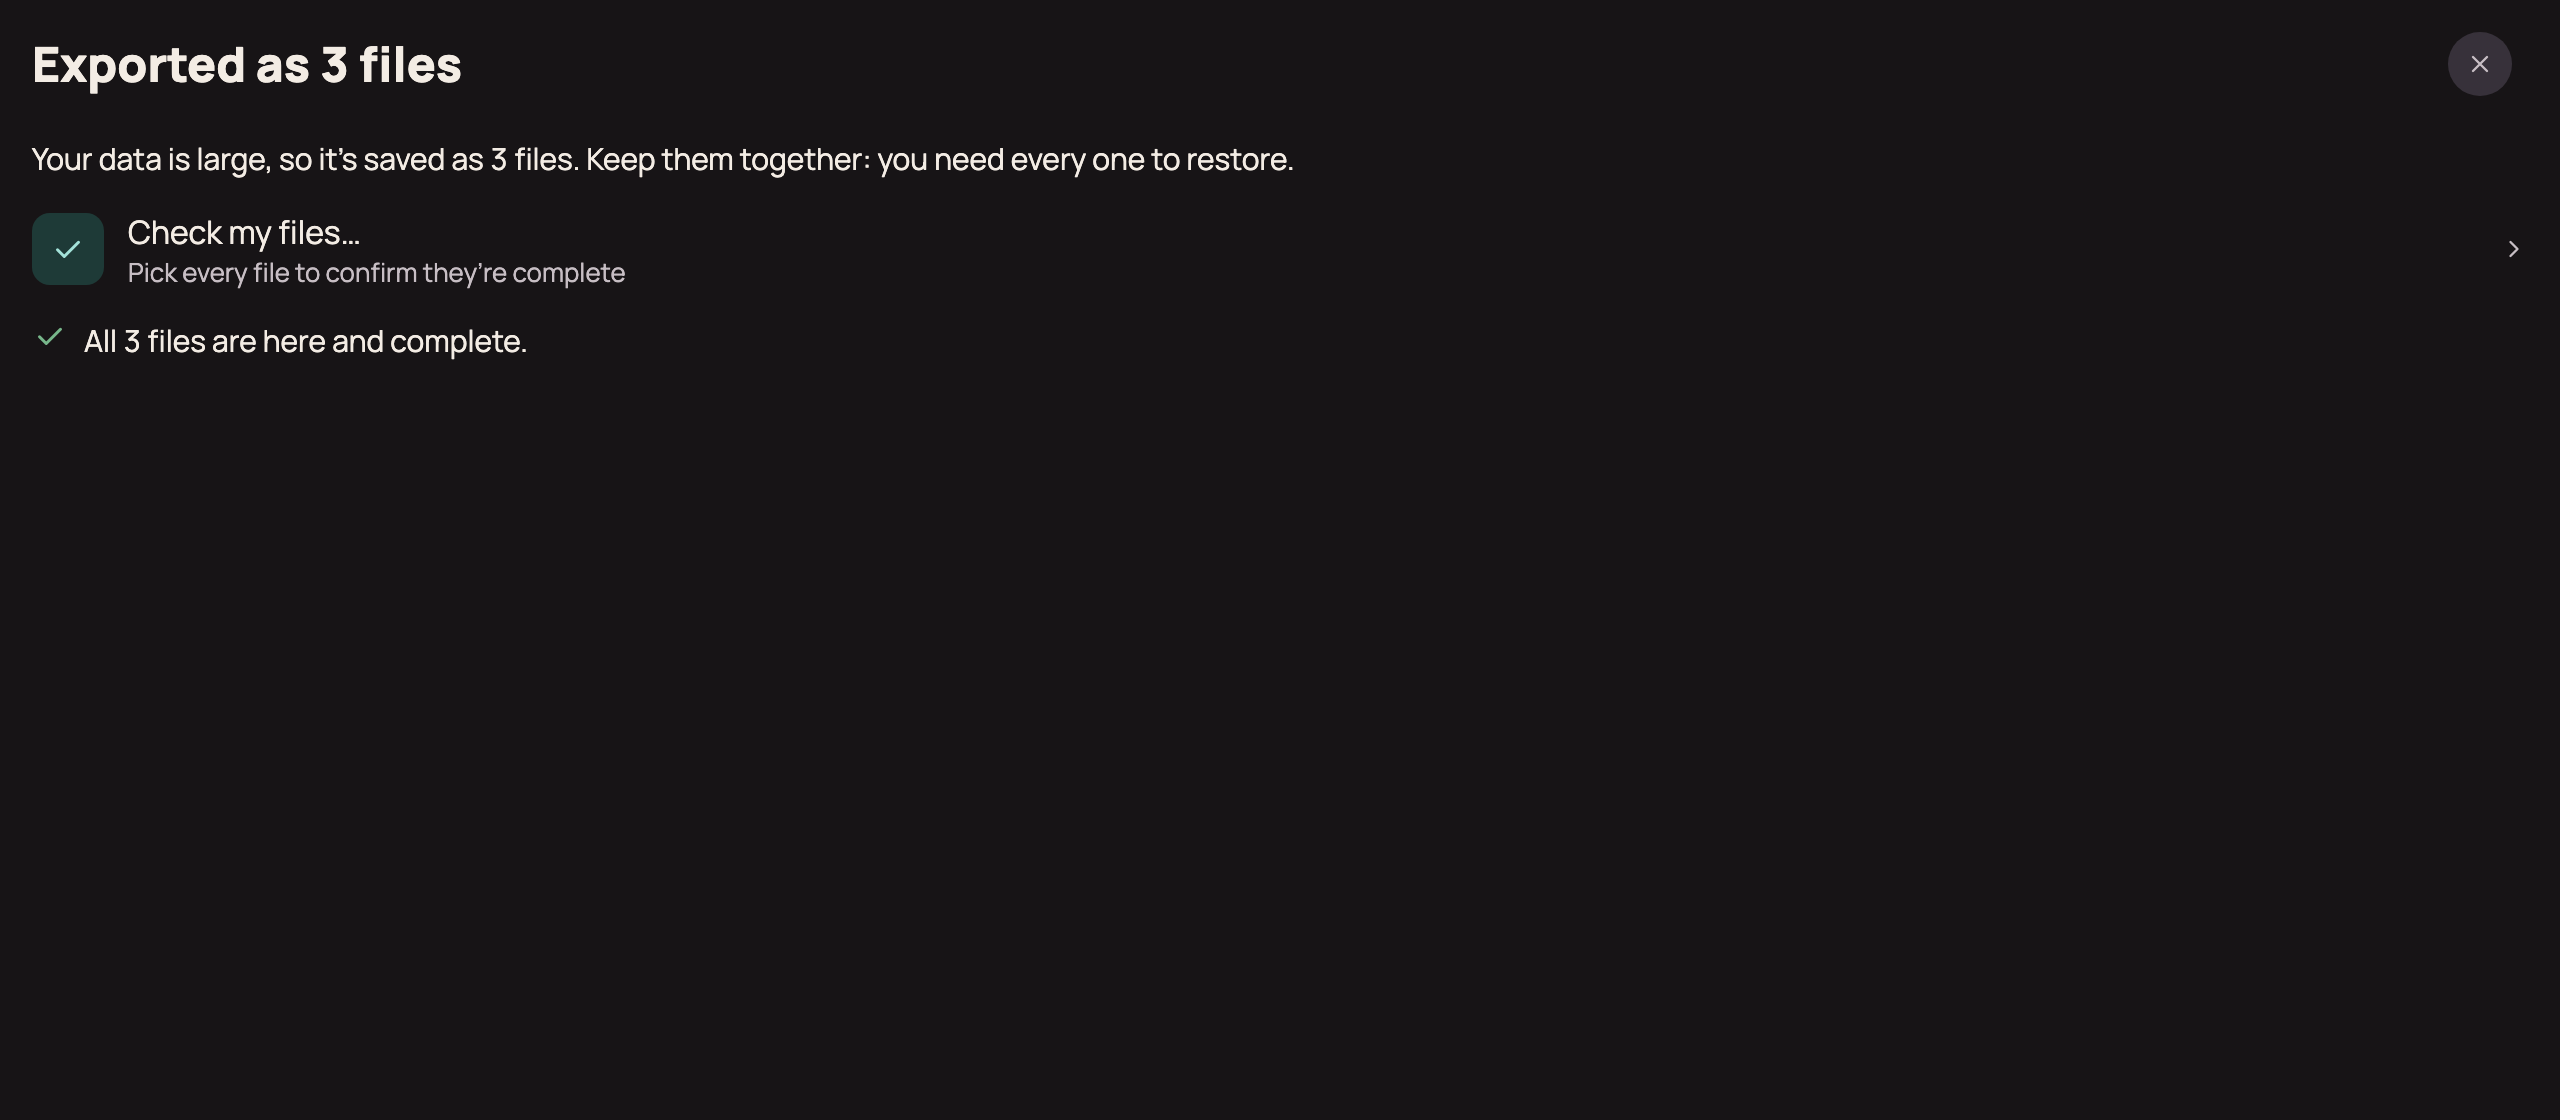 Exported as 3 files
Your data is large, so it’s saved as 3 files. Keep them together: you need every one to restore.
Check my files…
Pick every file to confirm they’re complete
All 3 files are here and complete.